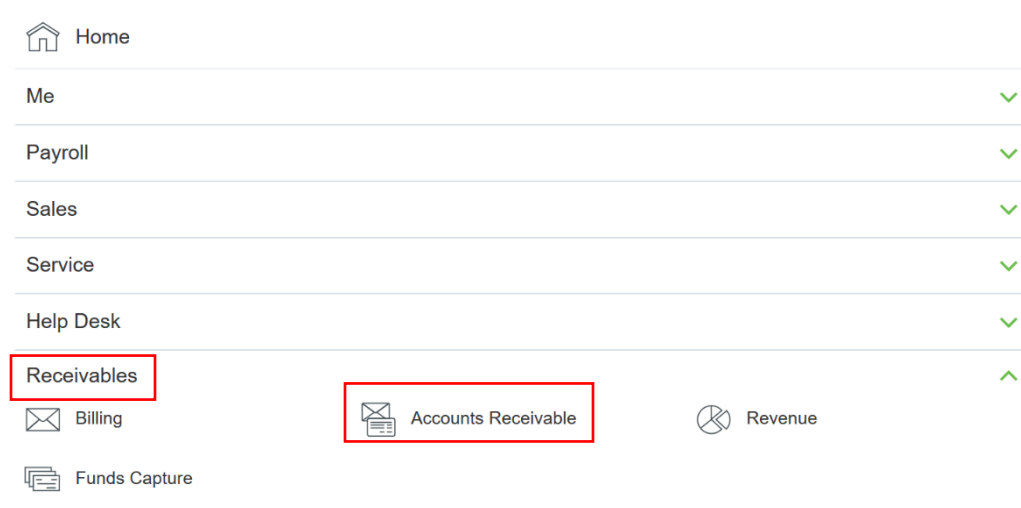 Home
Me
Payroll
Sales
Service
Help Desk
Receivables
Billing
Accounts Receivable
Revenue
Funds Capture